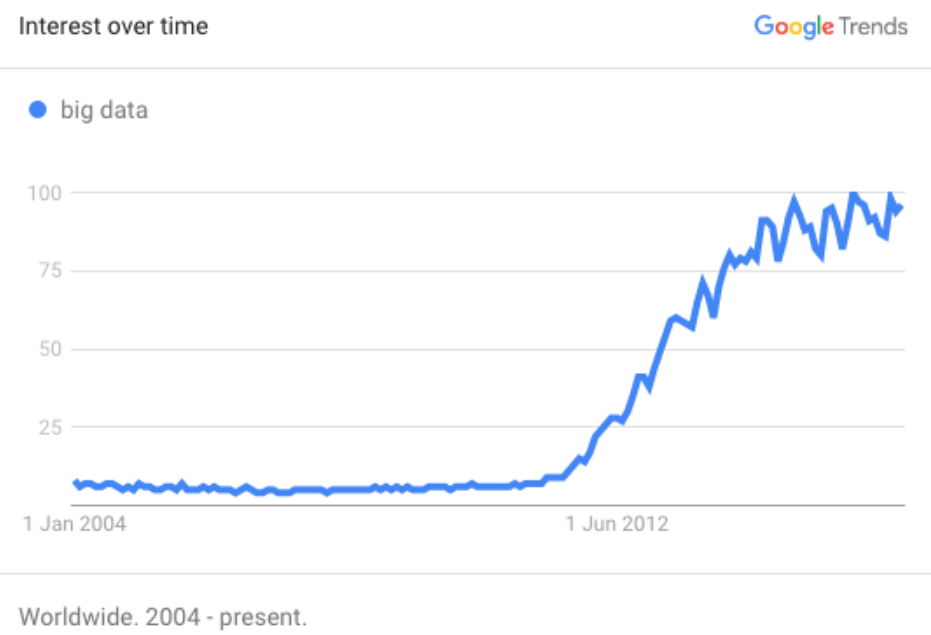 Interest over time
Google Trends
big data
100
75
50
25
1 Jan 2004
1 Jun 2012
Worldwide. 2004 - present.